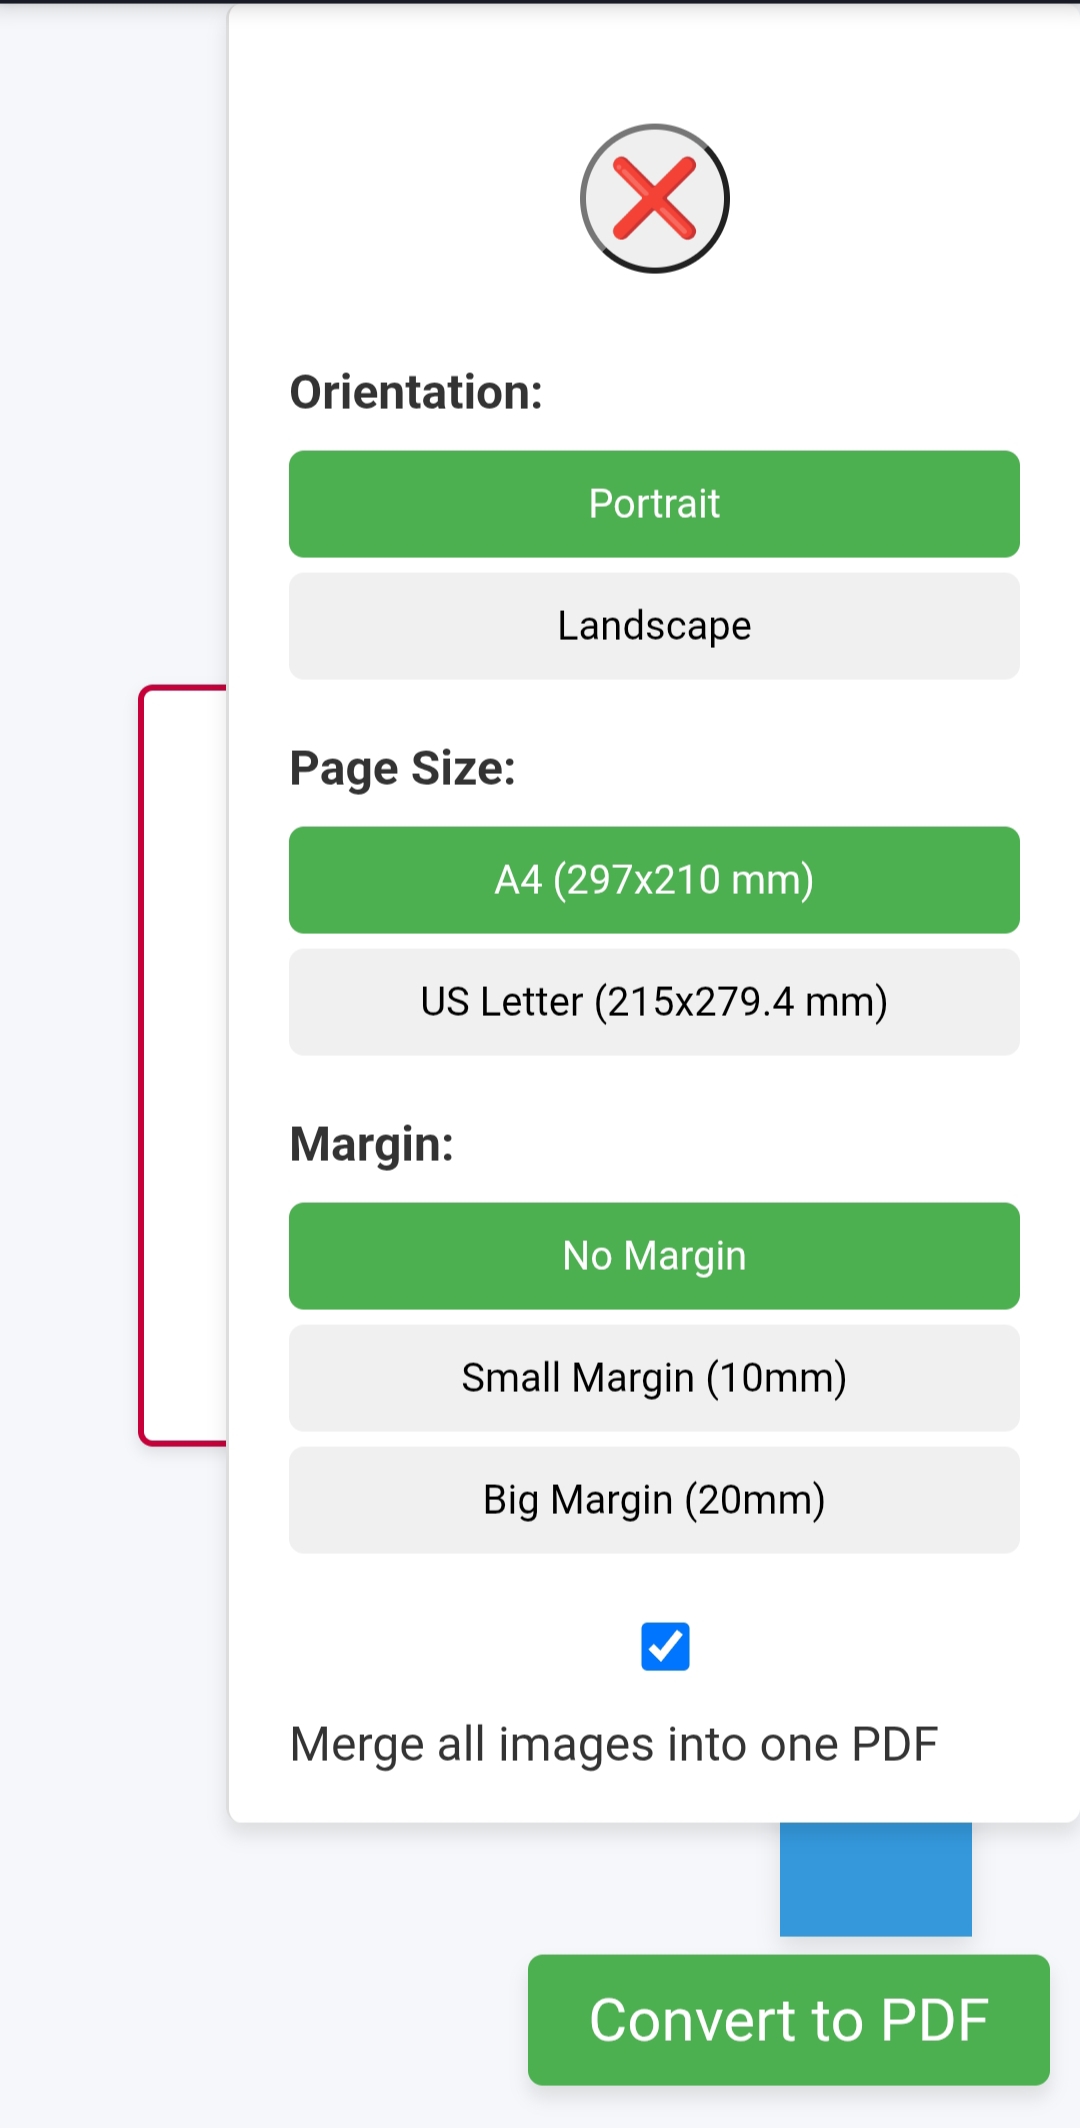 Orientation:
Portrait
Landscape
Page Size:
A4 (297x210 mm)
US Letter (215x279.4 mm)
Margin:
No Margin
Small Margin (10mm)
Big Margin (20mm)
Merge all images into one PDF
Convert to PDF